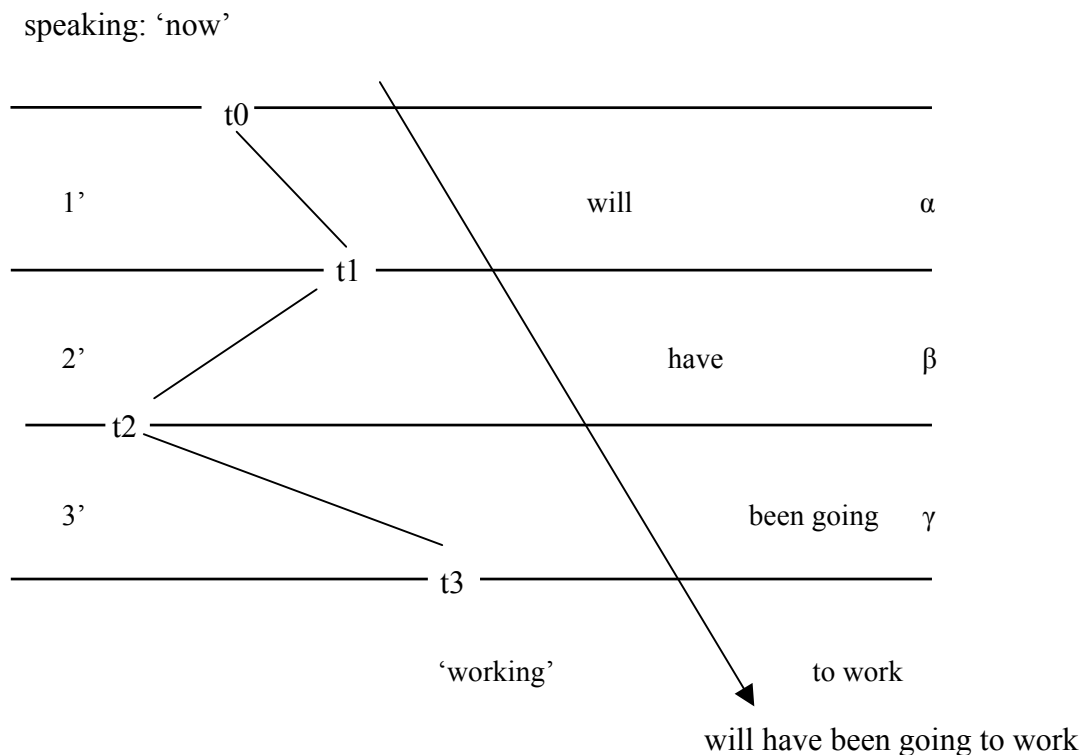 speaking: ‘now’
t0
1’ will α
t1
2’ have β
t2
3’ been going γ
t3
‘working’ to work
will have been going to work